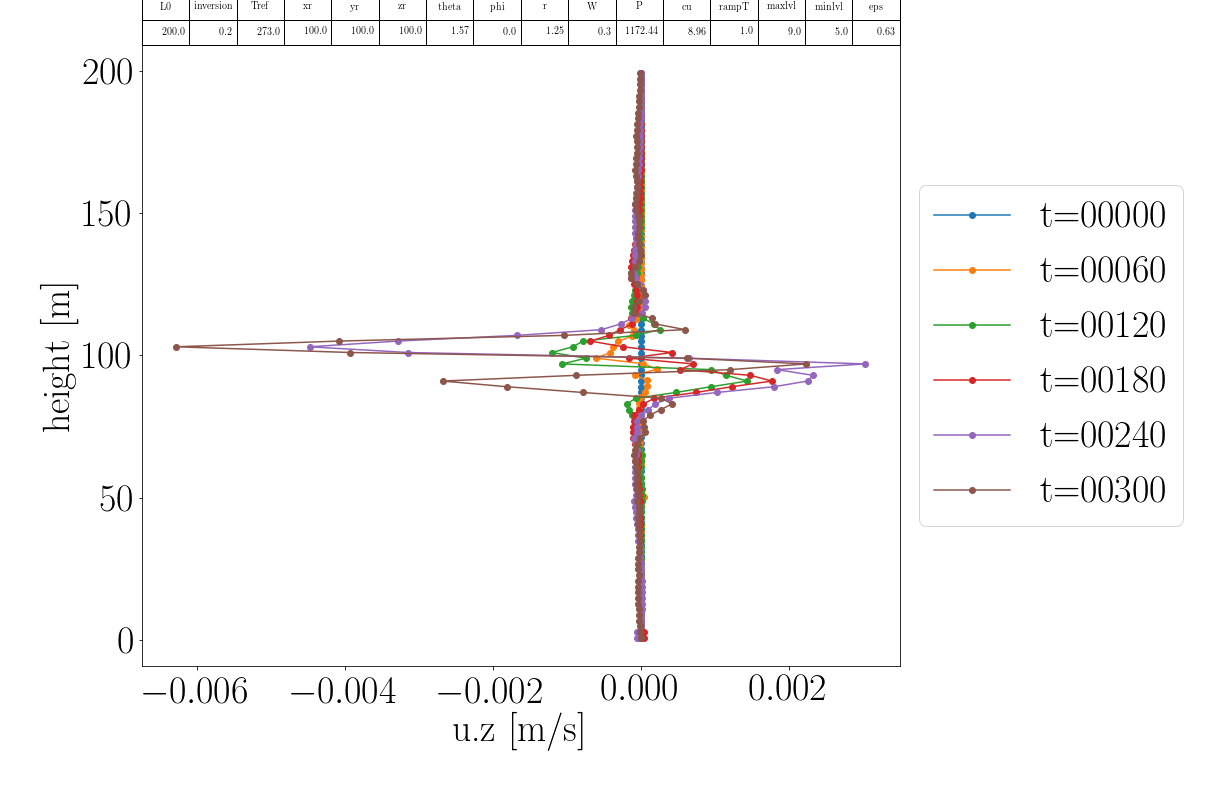 L0 inversion Tref xr yr zr theta phi r W P cu rampT maxlvl minlvl eps
200.0 0.2 273.0 100.0 100.0 100.0 1.57 0.0 1.25 0.3 1172.44 8.96 1.0 9.0 5.0 0.63
200
150
100
50
0
height [m]
−0.006 −0.004 −0.002 0.000 0.002
u.z [m/s]
t=00000
t=00060
t=00120
t=00180
t=00240
t=00300